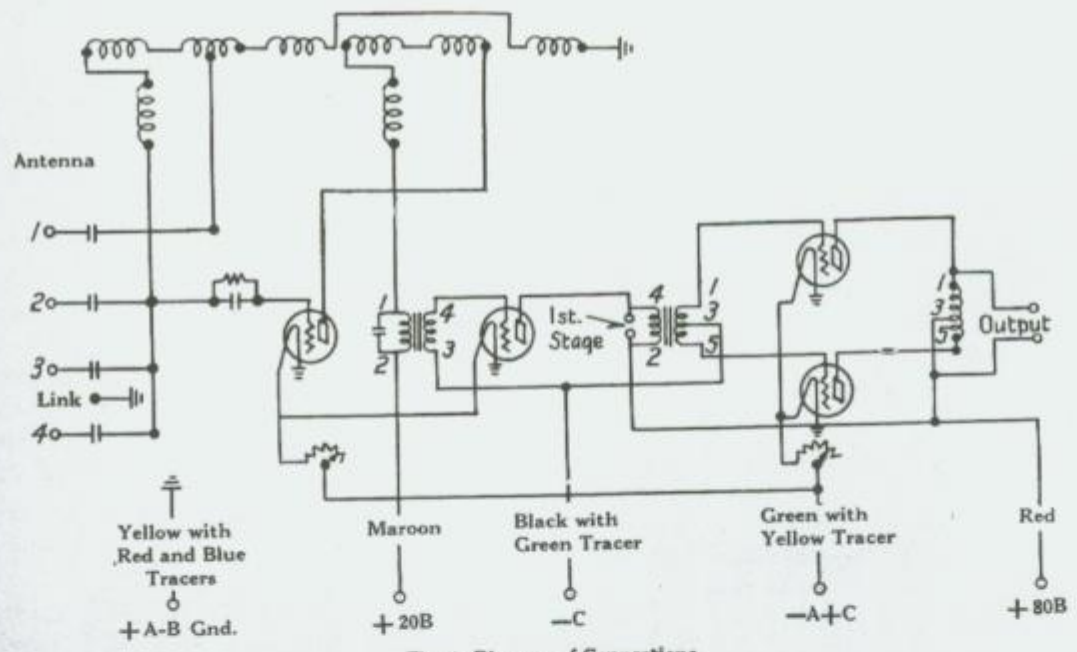 Antenna
1
2
3
Link
4
1
2
4
3
1st.
Stage
4
2
1
3
5
1
3
5
Output
Yellow with
Red and Blue
Tracers
+ A-B Gnd.
Maroon
+ 20B
Black with
Green Tracer
—C
Green with
Yellow Tracer
—A+C
Red
+ 80B